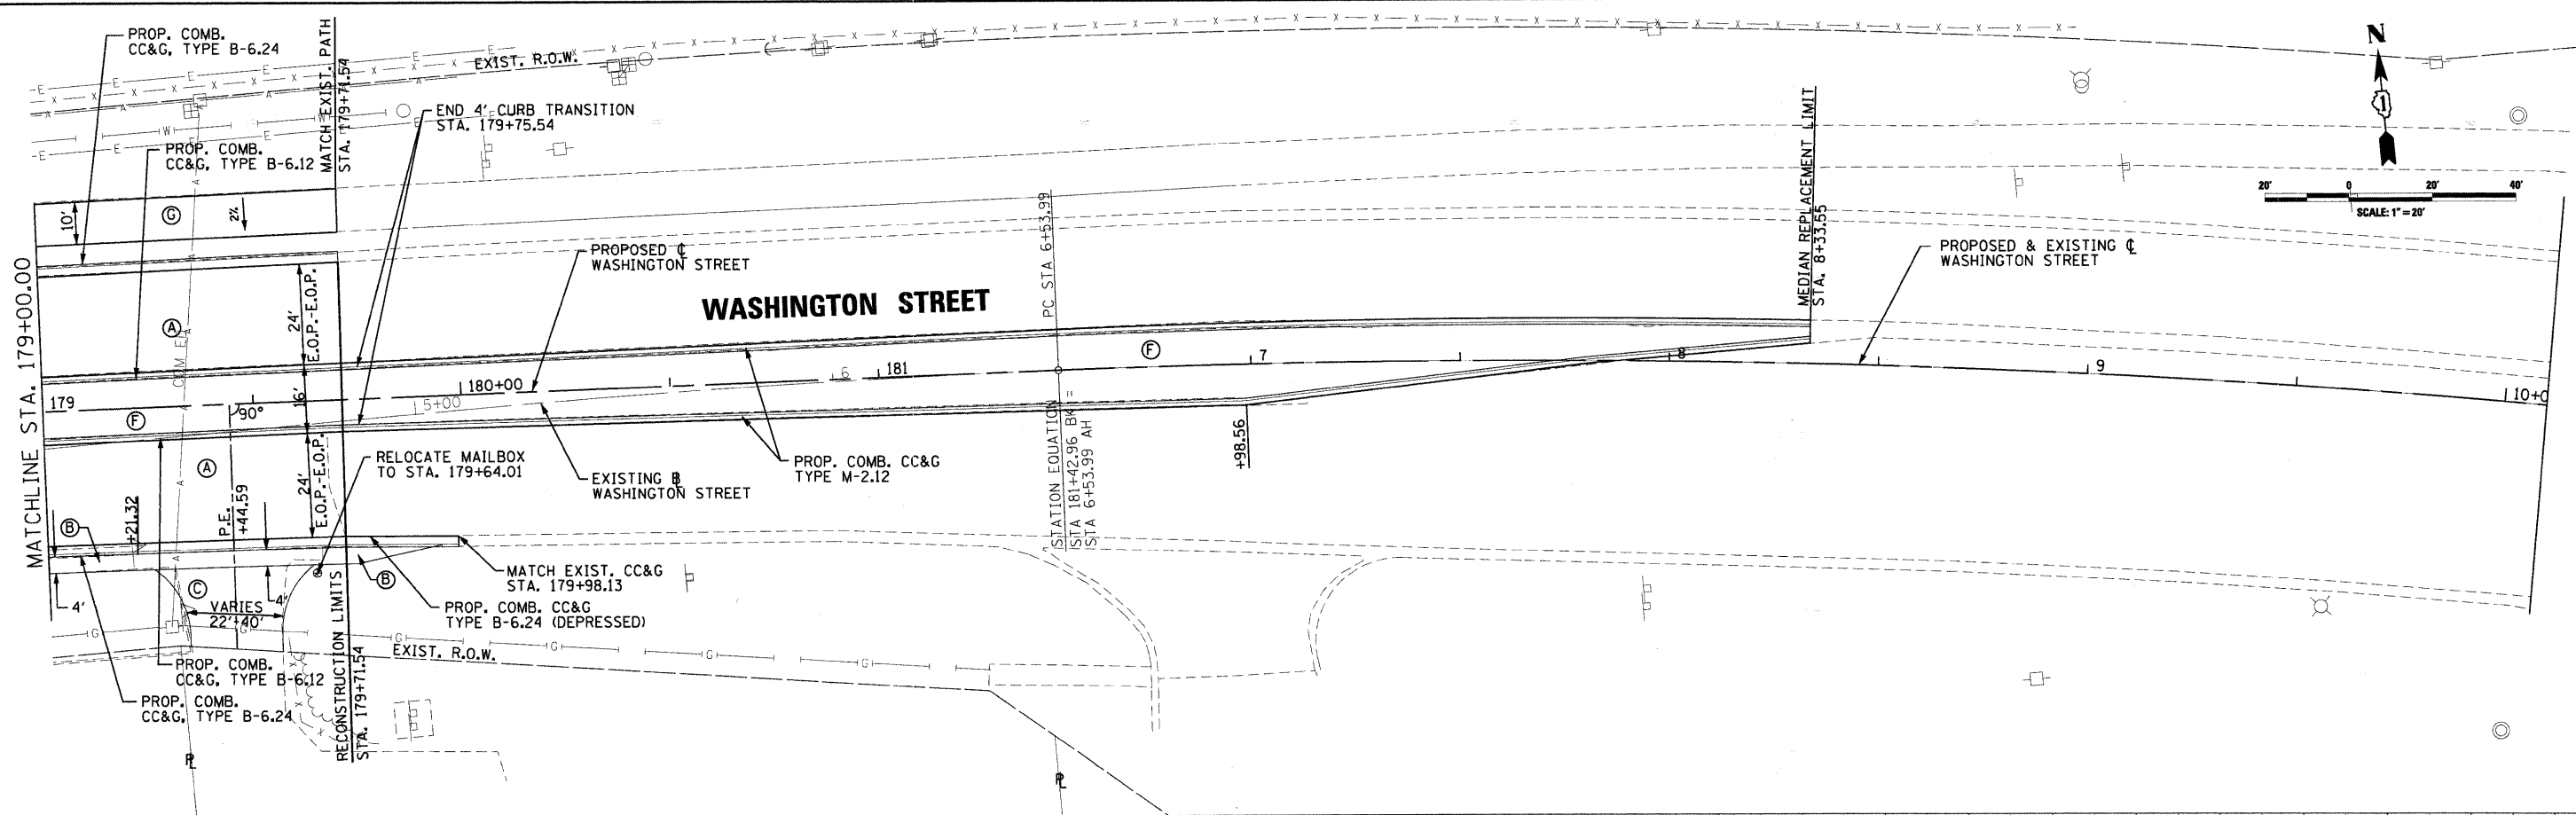 PROP. COMB.
CC&G, TYPE B-6.24
MATCH EXIST. PATH
STA. 179+71.54
EXIST. R.O.W.
END 4' CURB TRANSITION
STA. 179+75.54
PROP. COMB.
CC&G, TYPE B-6.12
MEDIAN REPLACEMENT LIMIT
STA. 8+33.55
N
1
20' 0 20' 40'
SCALE: 1" = 20'
10'
G
2%
PROPOSED ℄
WASHINGTON STREET
PC STA 6+53.99
PROPOSED & EXISTING ℄
WASHINGTON STREET
WASHINGTON STREET
MATCHLINE STA. 179+00.00
A
COM EA
24'
E.O.P.-E.O.P.
F
7
8
9
10+0
179
90°
16'
180+00
5+00
6
181
F
A
24'
E.O.P.-E.O.P.
RELOCATE MAILBOX
TO STA. 179+64.01
EXISTING B
WASHINGTON STREET
PROP. COMB. CC&G
TYPE M-2.12
STATION EQUATION
STA 181+42.96 BK =
STA 6+53.99 AH
+98.56
B
+21.32
P.E.
+44.59
MATCH EXIST. CC&G
STA. 179+98.13
B
PROP. COMB. CC&G
TYPE B-6.24 (DEPRESSED)
4'
C
VARIES
22'-40'
4'
EXIST. R.O.W.
RECONSTRUCTION LIMITS
STA. 179+71.54
PROP. COMB.
CC&G, TYPE B-6.12
PROP. COMB.
CC&G, TYPE B-6.24
PL
PL